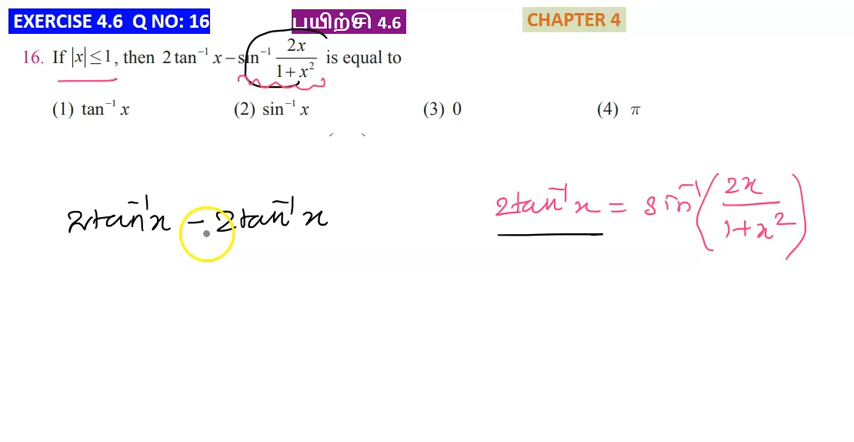 EXERCISE 4.6 Q NO: 16 பயிற்சி 4.6 CHAPTER 4
16. If |x| ≤ 1, then 2 tan⁻¹ x − sin⁻¹ 2x/(1 + x²) is equal to
(1) tan⁻¹ x (2) sin⁻¹ x (3) 0 (4) π
2tan⁻¹x − 2tan⁻¹x 2tan⁻¹x = sin⁻¹(2x/(1+x²))